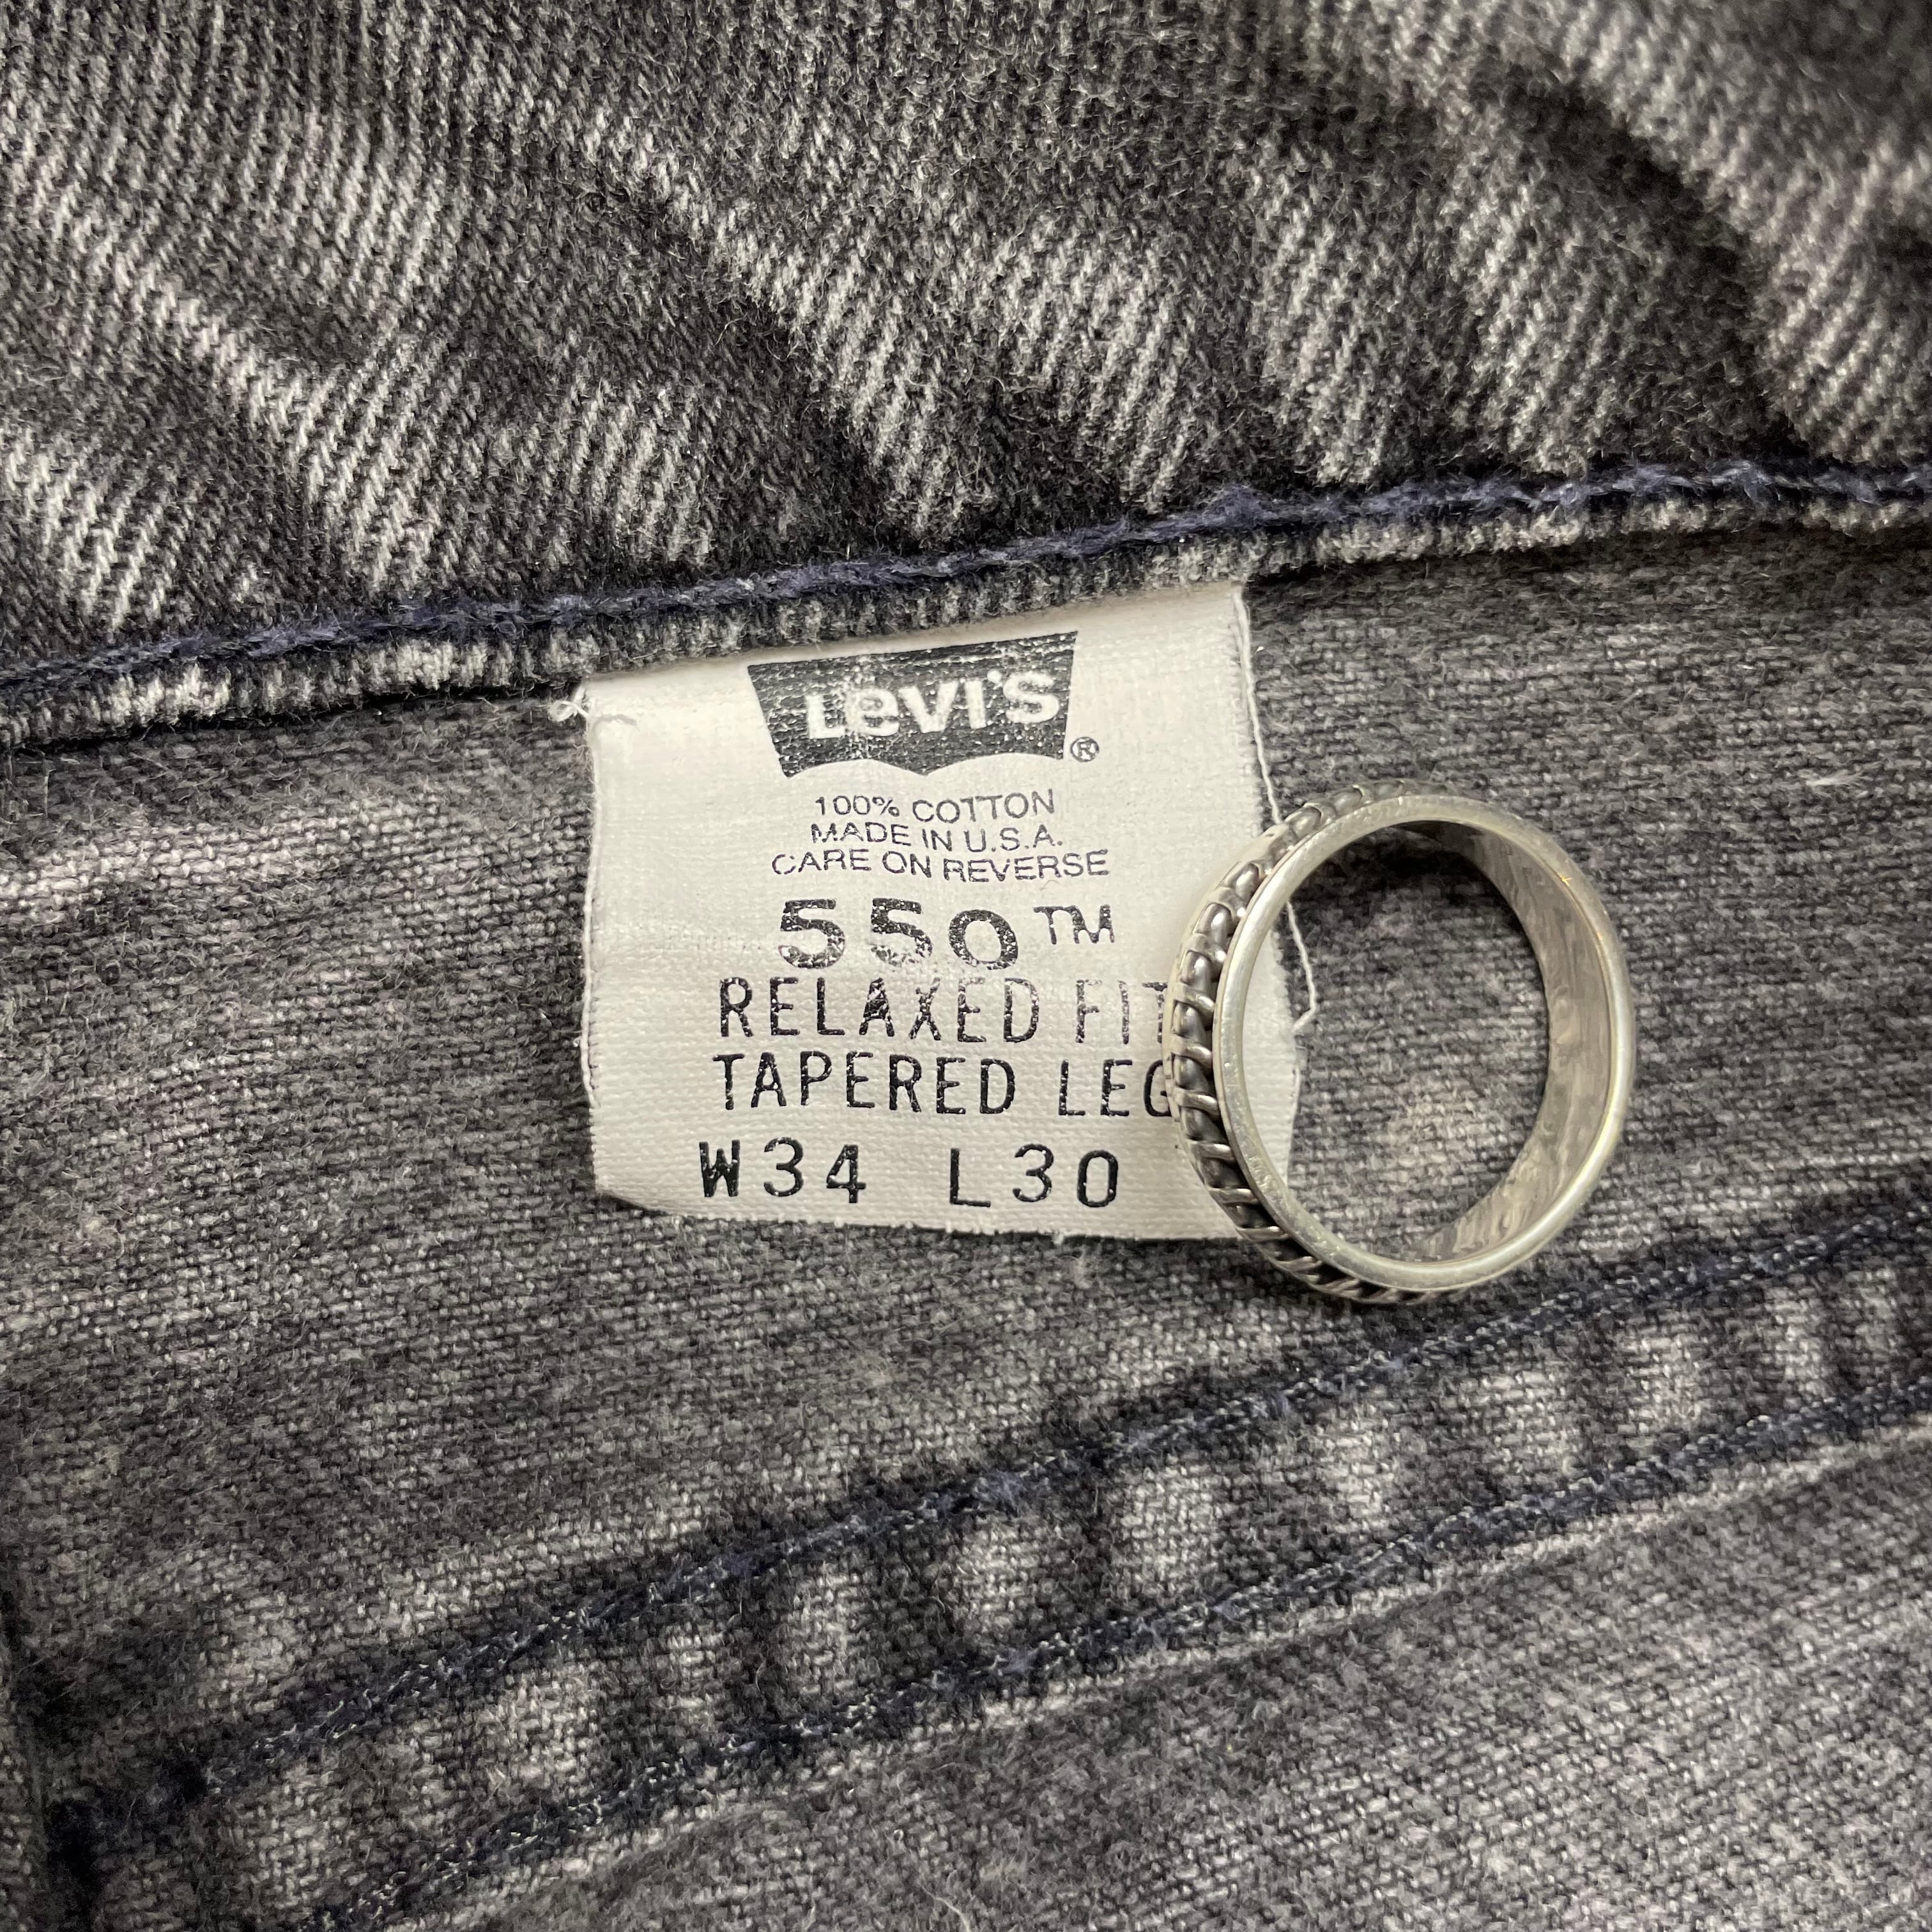 Levi's®
100% COTTON
MADE IN U.S.A.
CARE ON REVERSE
550™
RELAXED FIT
TAPERED LEG
W34 L30